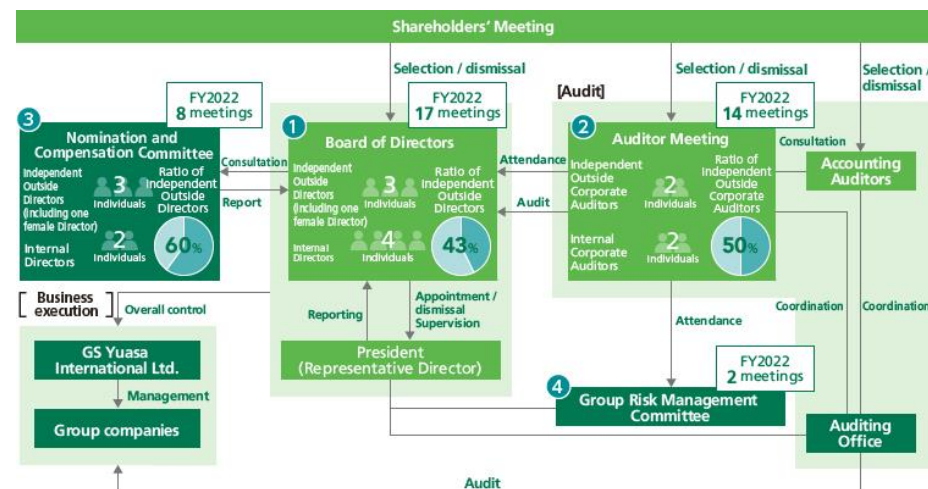 Shareholders' Meeting
Selection / dismissal
Selection / dismissal
Selection /
dismissal
[Audit]
FY2022
8 meetings
FY2022
17 meetings
FY2022
14 meetings
3
Nomination and
Compensation Committee
Independent
Outside
Directors
(including one
female Director)
3
Individuals
Ratio of
Independent
Outside
Directors
60%
Internal
Directors
2
Individuals
Consultation
Report
1
Board of Directors
Independent
Outside
Directors
(including one
female Director)
3
Individuals
Ratio of
Independent
Outside
Directors
43%
Internal
Directors
4
Individuals
Attendance
Audit
2
Auditor Meeting
Independent
Outside
Corporate
Auditors
2
Individuals
Ratio of
Independent
Outside
Corporate
Auditors
50%
Internal
Corporate
Auditors
2
Individuals
Consultation
Accounting
Auditors
[Business
execution]
Overall control
Reporting
Appointment /
dismissal
Supervision
Attendance
Coordination
Coordination
GS Yuasa
International Ltd.
Management
Group companies
President
(Representative Director)
FY2022
2 meetings
4
Group Risk Management
Committee
Auditing
Office
Audit